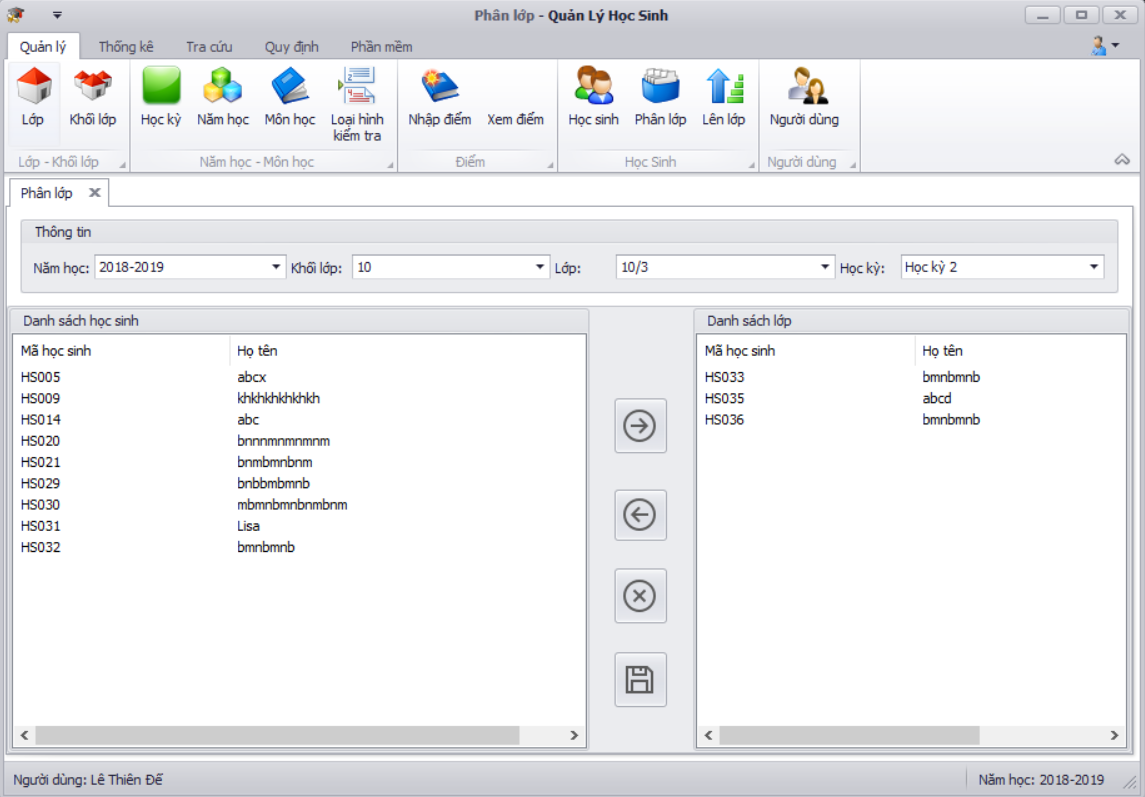 Phân lớp - Quản Lý Học Sinh
Quản lý Thống kê Tra cứu Quy định Phần mềm
Lớp Khối lớp Học kỳ Năm học Môn học Loại hình kiểm tra Nhập điểm Xem điểm Học sinh Phân lớp Lên lớp Người dùng
Lớp - Khối lớp Năm học - Môn học Điểm Học Sinh Người dùng
Phân lớp
Thông tin
Năm học: 2018-2019 Khối lớp: 10 Lớp: 10/3 Học kỳ: Học kỳ 2
Danh sách học sinh
Mã học sinh Họ tên
HS005 abcx
HS009 khkhkhkhkhkh
HS014 abc
HS020 bnnnmnmnmnm
HS021 bnmbmnbnm
HS029 bnbbmbmnb
HS030 mbmnbmnbnmbnm
HS031 Lisa
HS032 bmnbmnb
Danh sách lớp
Mã học sinh Họ tên
HS033 bmnbmnb
HS035 abcd
HS036 bmnbmnb
Người dùng: Lê Thiên Đế Năm học: 2018-2019